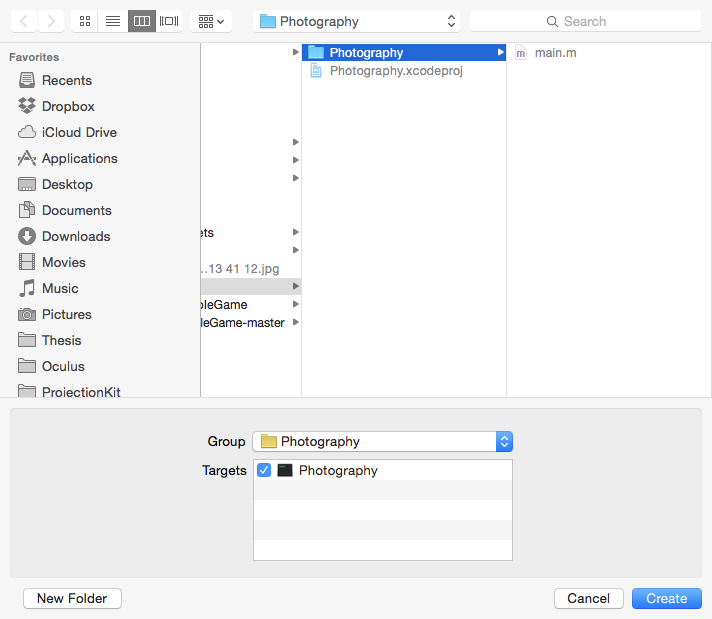 Photography
Search
Favorites
Recents
Dropbox
iCloud Drive
Applications
Desktop
Documents
Downloads
Movies
Music
Pictures
Thesis
Oculus
ProjectionKit
ets
...13 41 12.jpg
bleGame
leGame-master
Photography
Photography.xcodeproj
m main.m
Group Photography
Targets Photography
New Folder
Cancel
Create